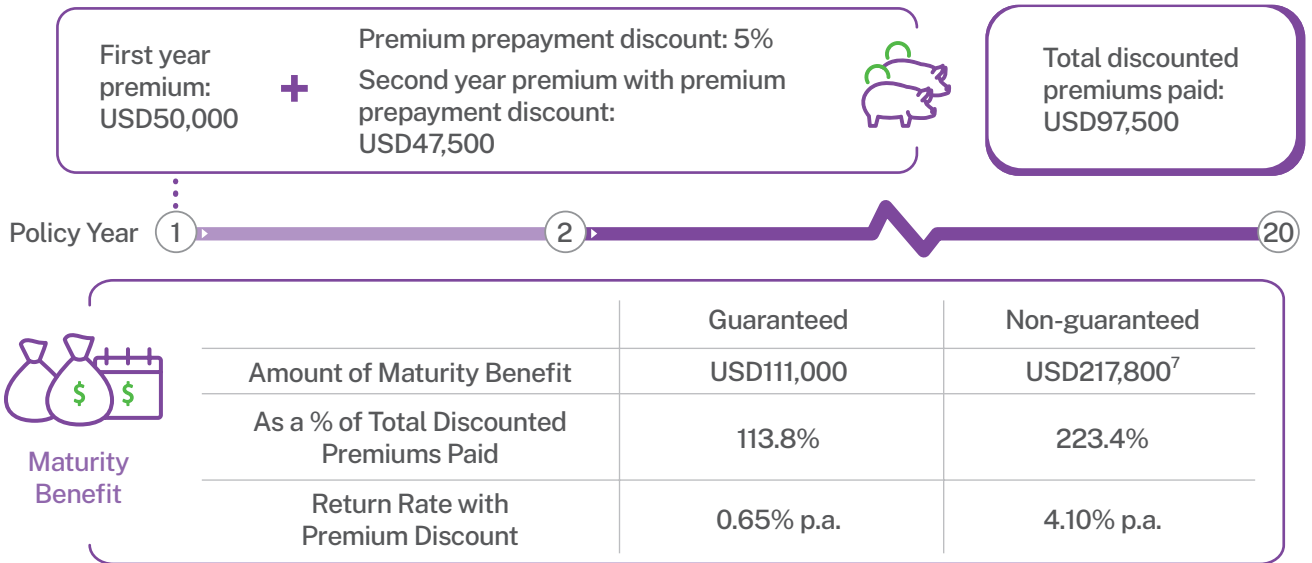 First year
premium:
USD50,000
+
Premium prepayment discount: 5%
Second year premium with premium
prepayment discount:
USD47,500
Total discounted
premiums paid:
USD97,500
Policy Year 1 2 20
Guaranteed Non-guaranteed
Amount of Maturity Benefit USD111,000 USD217,800⁷
As a % of Total Discounted
Premiums Paid 113.8% 223.4%
Return Rate with
Premium Discount 0.65% p.a. 4.10% p.a.
$ $
Maturity
Benefit